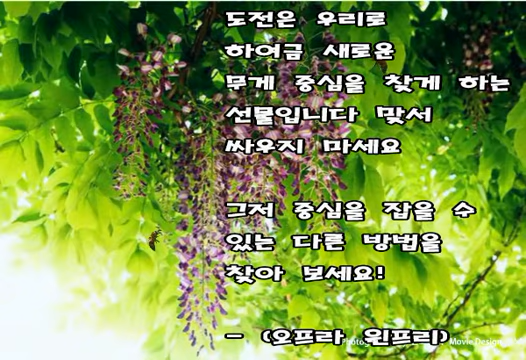 도전은 우리로
하여금 새로운
무게 중심을 찾게 하는
선물입니다 맞서
싸우지 마세요
그저 중심을 잡을 수
있는 다른 방법을
찾아 보세요!
- (오프라 윈프리)
Movie Design